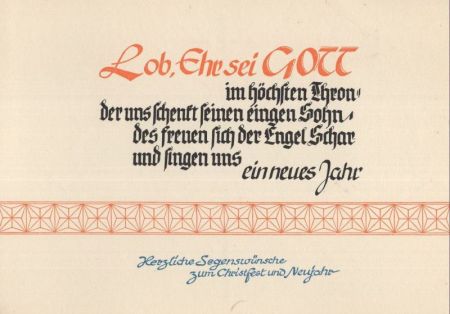 Lob, Ehr sei GOTT
im höchsten Thron,
der uns schenkt seinen eingen Sohn,
des freuen sich der Engel Schar
und singen uns
ein neues Jahr
Herzliche Segenswünsche
zum Christfest und Neujahr